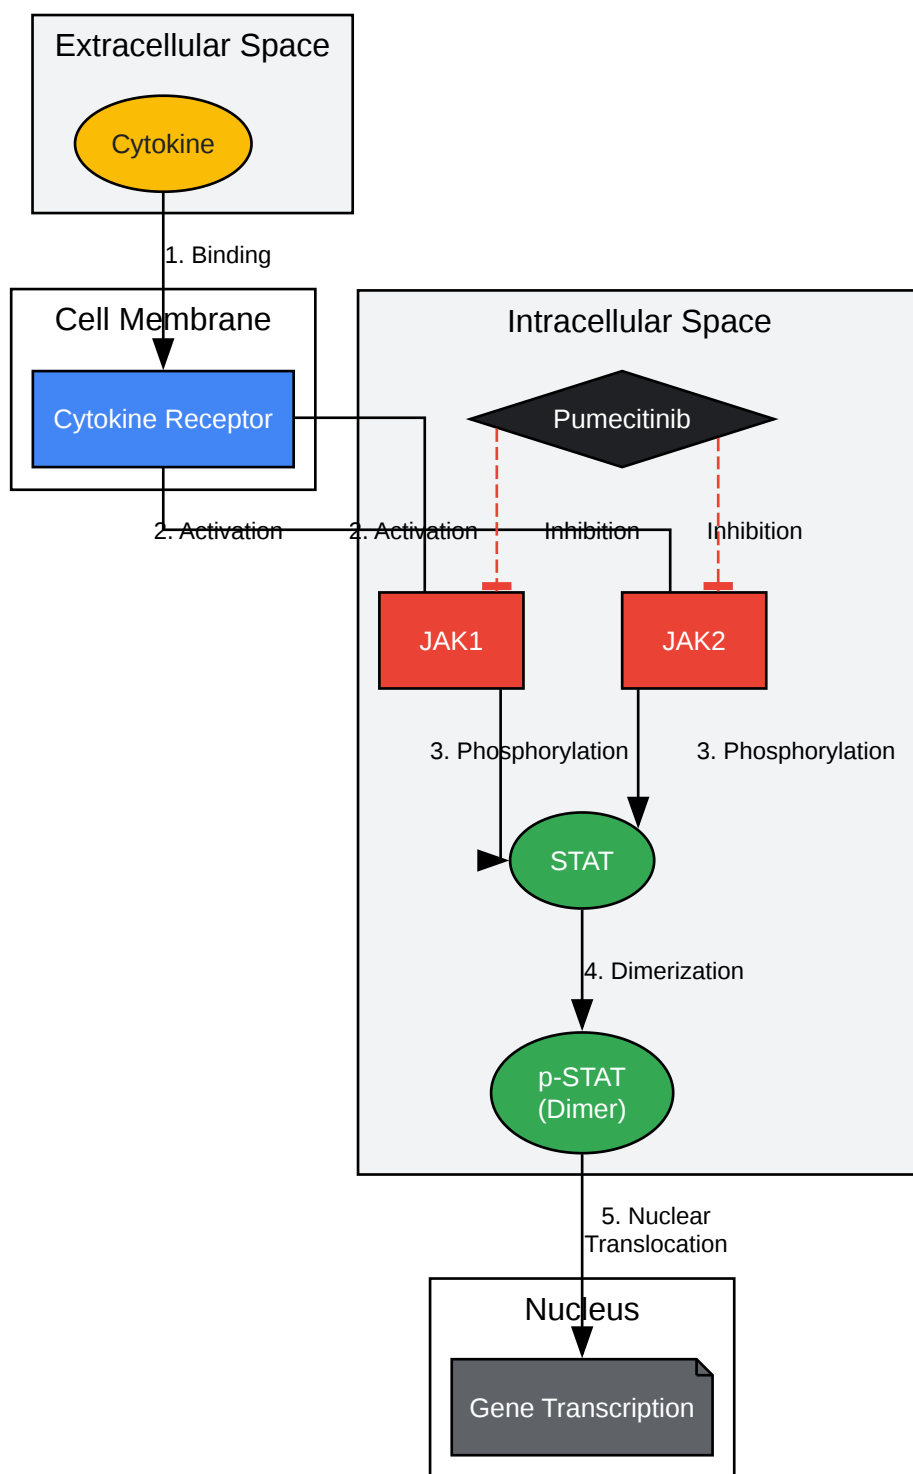 Extracellular Space
Cytokine
1. Binding
Cell Membrane
Intracellular Space
Cytokine Receptor
Pumecitinib
2. Activation
2. Activation
Inhibition
Inhibition
JAK1
JAK2
3. Phosphorylation
3. Phosphorylation
STAT
4. Dimerization
p-STAT
(Dimer)
5. Nuclear
Translocation
Nucleus
Gene Transcription